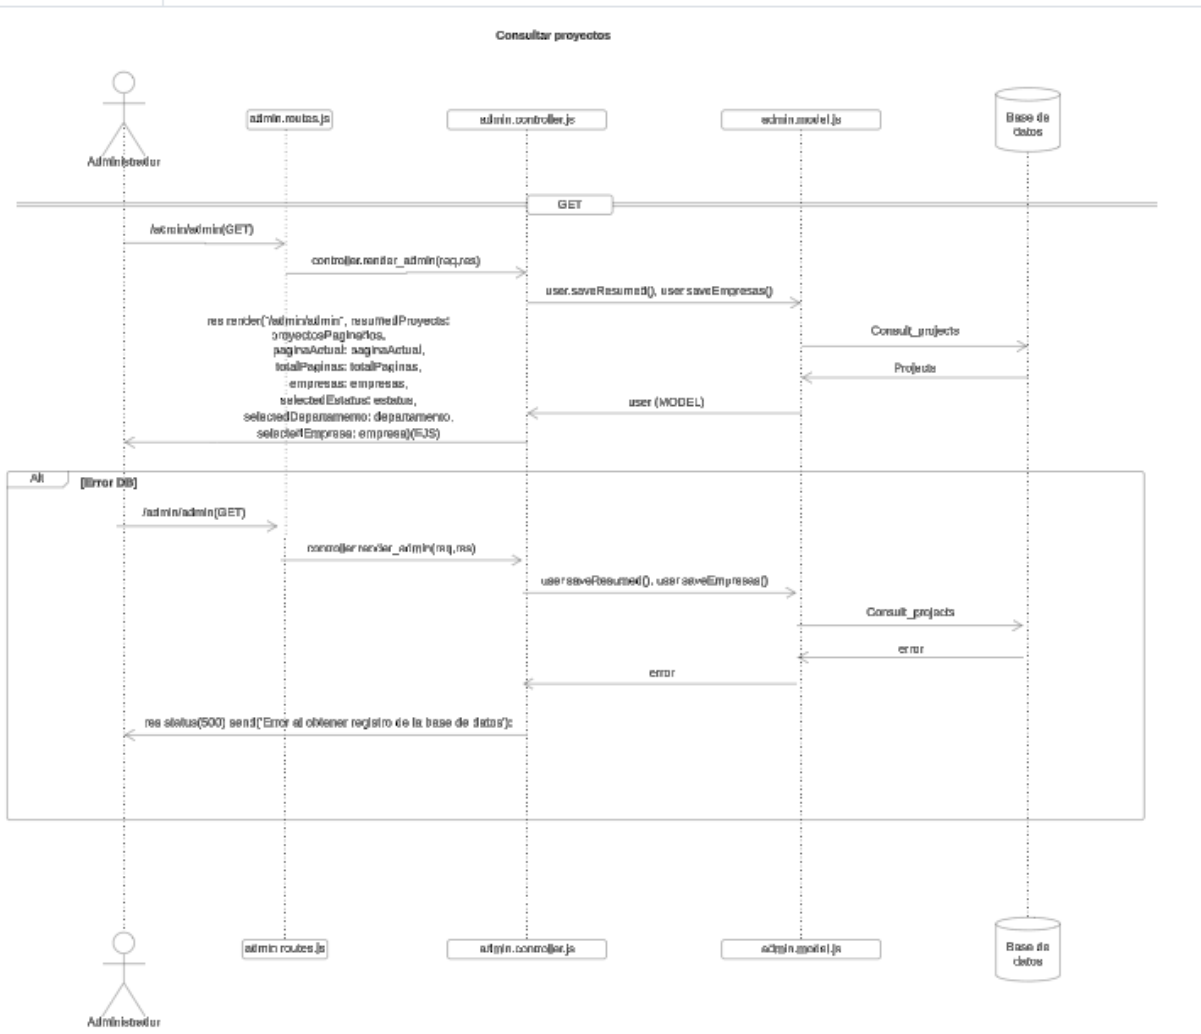 Consultar proyectos
Administrador
admin.routes.js
admin.controller.js
admin.model.js
Base de
datos
GET
/admin/admin(GET)
controller.render_admin(req,res)
user.saveResumed(), user.saveEmpresas()
res.render("/admin/admin", resumedProyects:
proyectosPaginados,
paginaActual: paginaActual,
totalPaginas: totalPaginas,
empresas: empresas,
selectedEstatus: estatus,
selectedDepartamento: departamento,
selectedEmpresa: empresa)(EJS)
Consult_projects
Projects
user (MODEL)
Alt
[Error DB]
/admin/admin(GET)
controller.render_admin(req,res)
user.saveResumed(), user.saveEmpresas()
Consult_projects
error
error
res.status(500).send('Error al obtener registro de la base de datos');
Administrador
admin.routes.js
admin.controller.js
admin.model.js
Base de
datos